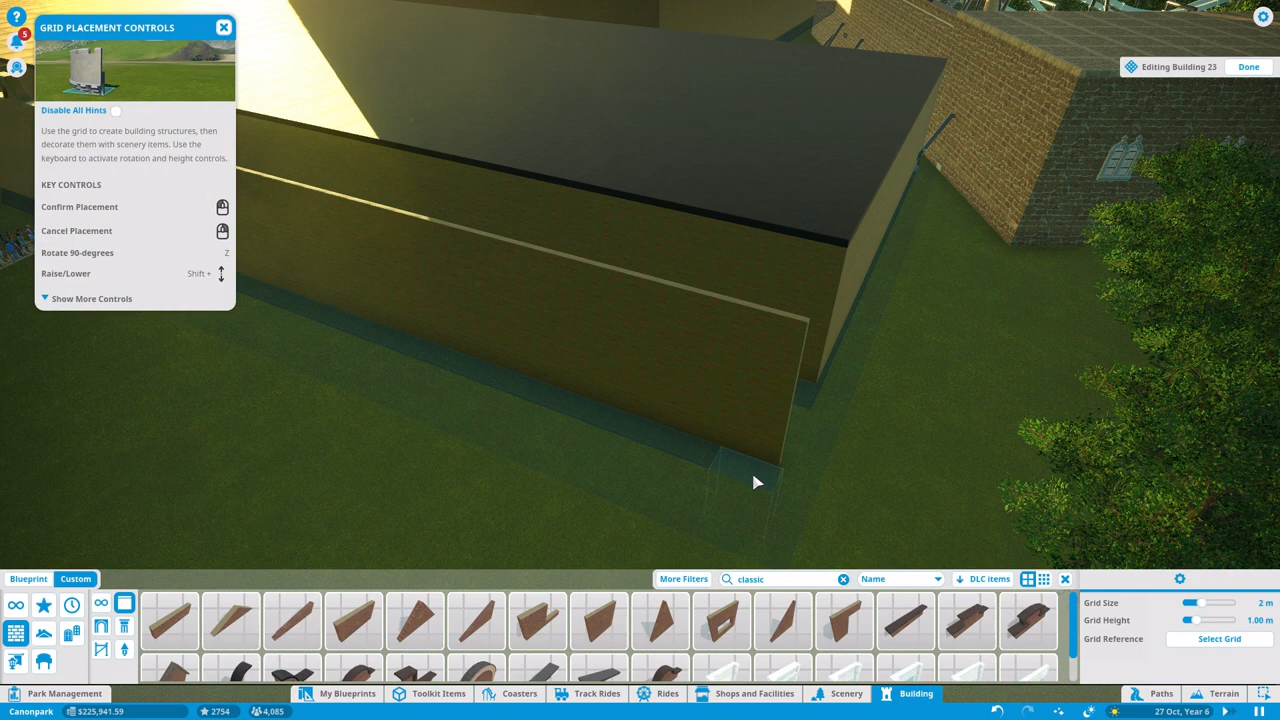 ?
5
GRID PLACEMENT CONTROLS
Disable All Hints
Use the grid to create building structures, then
decorate them with scenery items. Use the
keyboard to activate rotation and height controls.
KEY CONTROLS
Confirm Placement
Cancel Placement
Rotate 90-degrees Z
Raise/Lower Shift +
Show More Controls
Editing Building 23 Done
Blueprint Custom More Filters classic Name DLC items
Grid Size 2 m
Grid Height 1.00 m
Grid Reference Select Grid
Park Management My Blueprints Toolkit Items Coasters Track Rides Rides Shops and Facilities Scenery Building Paths Terrain
Canonpark $225,941.59 2754 4,085 27 Oct, Year 6